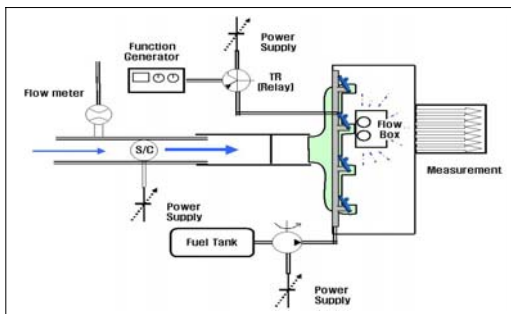 Power
Supply
Function
Generator
TR
(Relay)
Flow meter
Flow
Box
S/C
Measurement
Power
Supply
Fuel Tank
Power
Supply